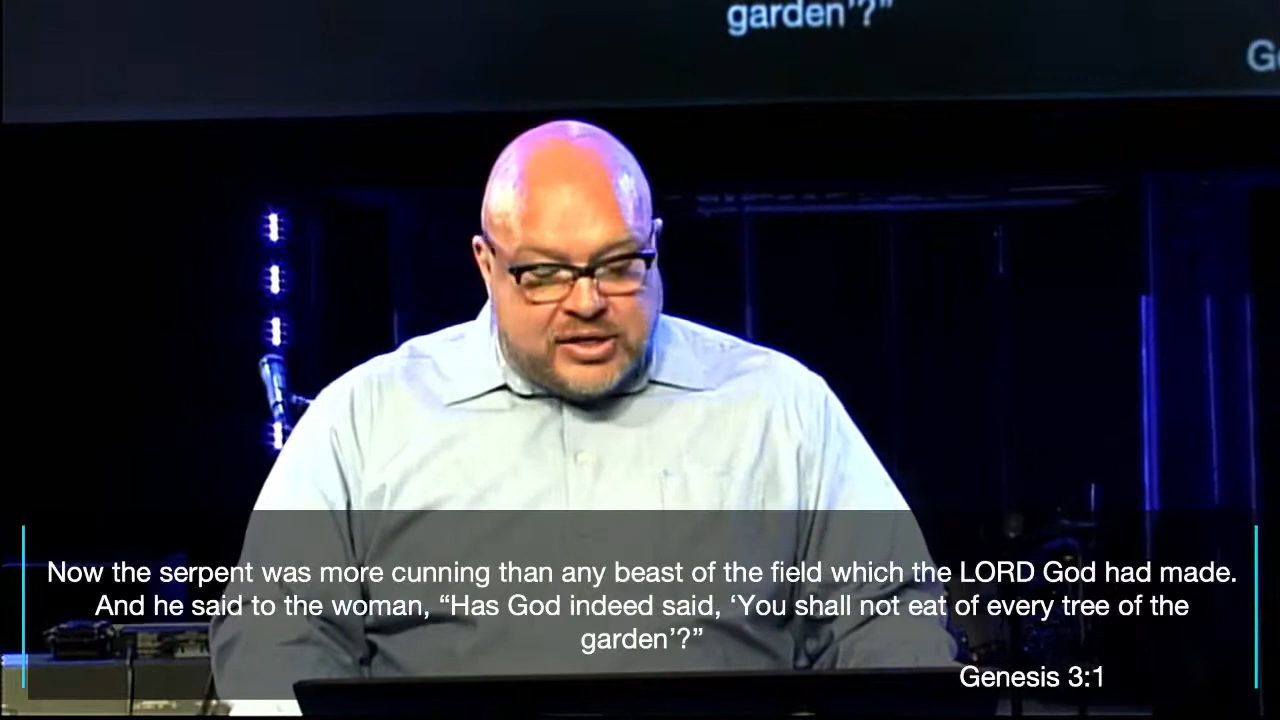 garden’?”
Now the serpent was more cunning than any beast of the field which the LORD God had made.
And he said to the woman, “Has God indeed said, ‘You shall not eat of every tree of the
garden’?”
Genesis 3:1